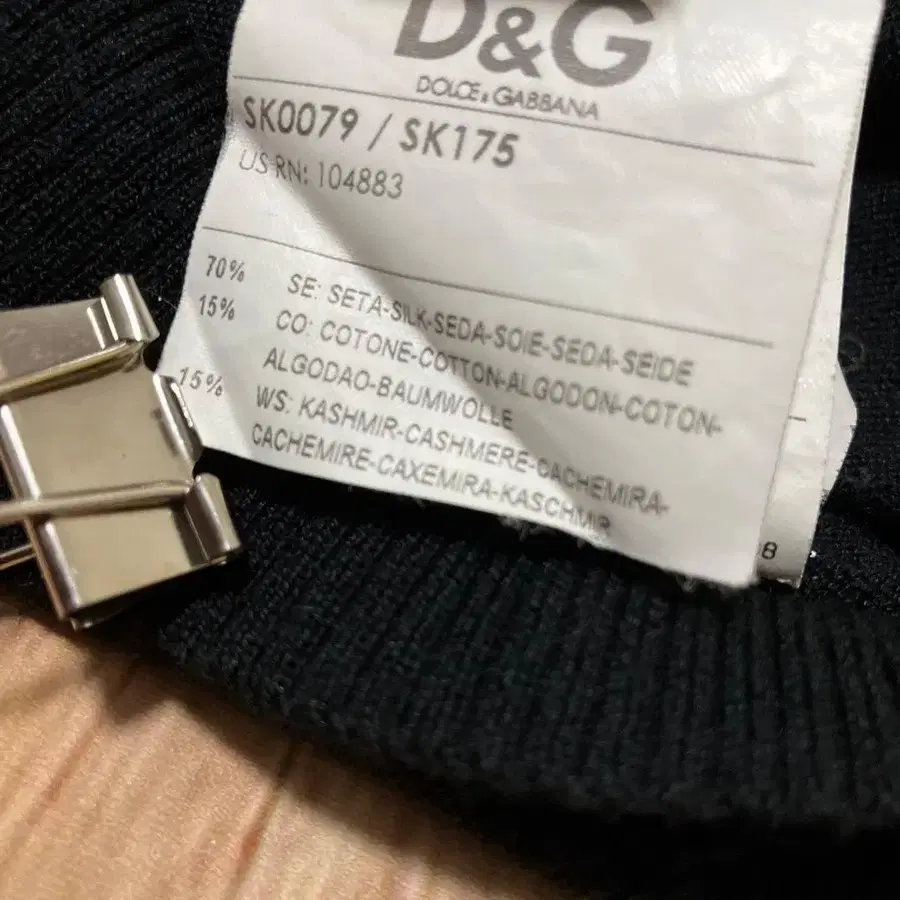 D&G
DOLCE & GABBANA
SK0079 / SK175
US RN: 104883
70% SE: SETA-SILK-SEDA-SOIE-SEDA-SEIDE
15% CO: COTONE-COTTON-ALGODON-COTON-
ALGODAO-BAUMWOLLE
15% WS: KASHMIR-CASHMERE-CACHEMIRA-
CACHEMIRE-CAXEMIRA-KASCHMIR
8